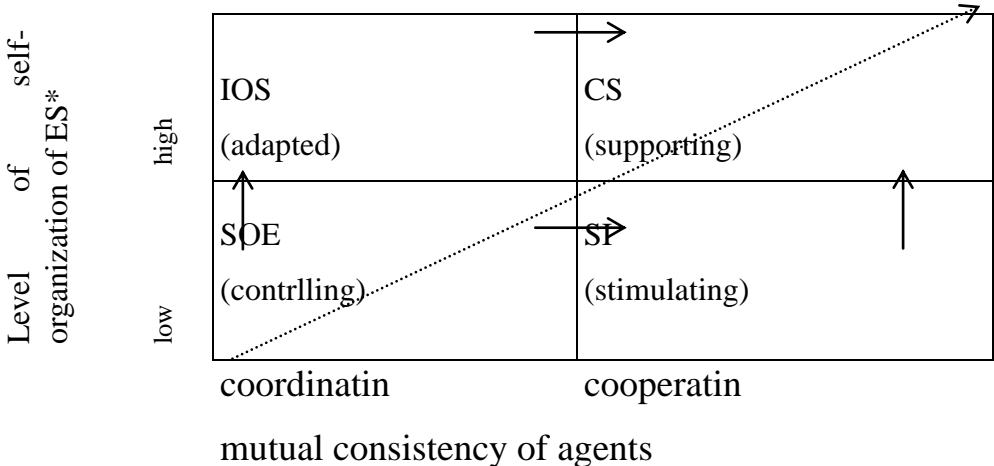 Level of self-
organization of ES*
high
low
IOS
(adapted)
CS
(supporting)
SOE
(contrlling)
SI
(stimulating)
coordinatin
cooperatin
mutual consistency of agents